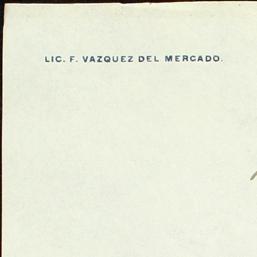 LIC. F. VAZQUEZ DEL MERCADO.